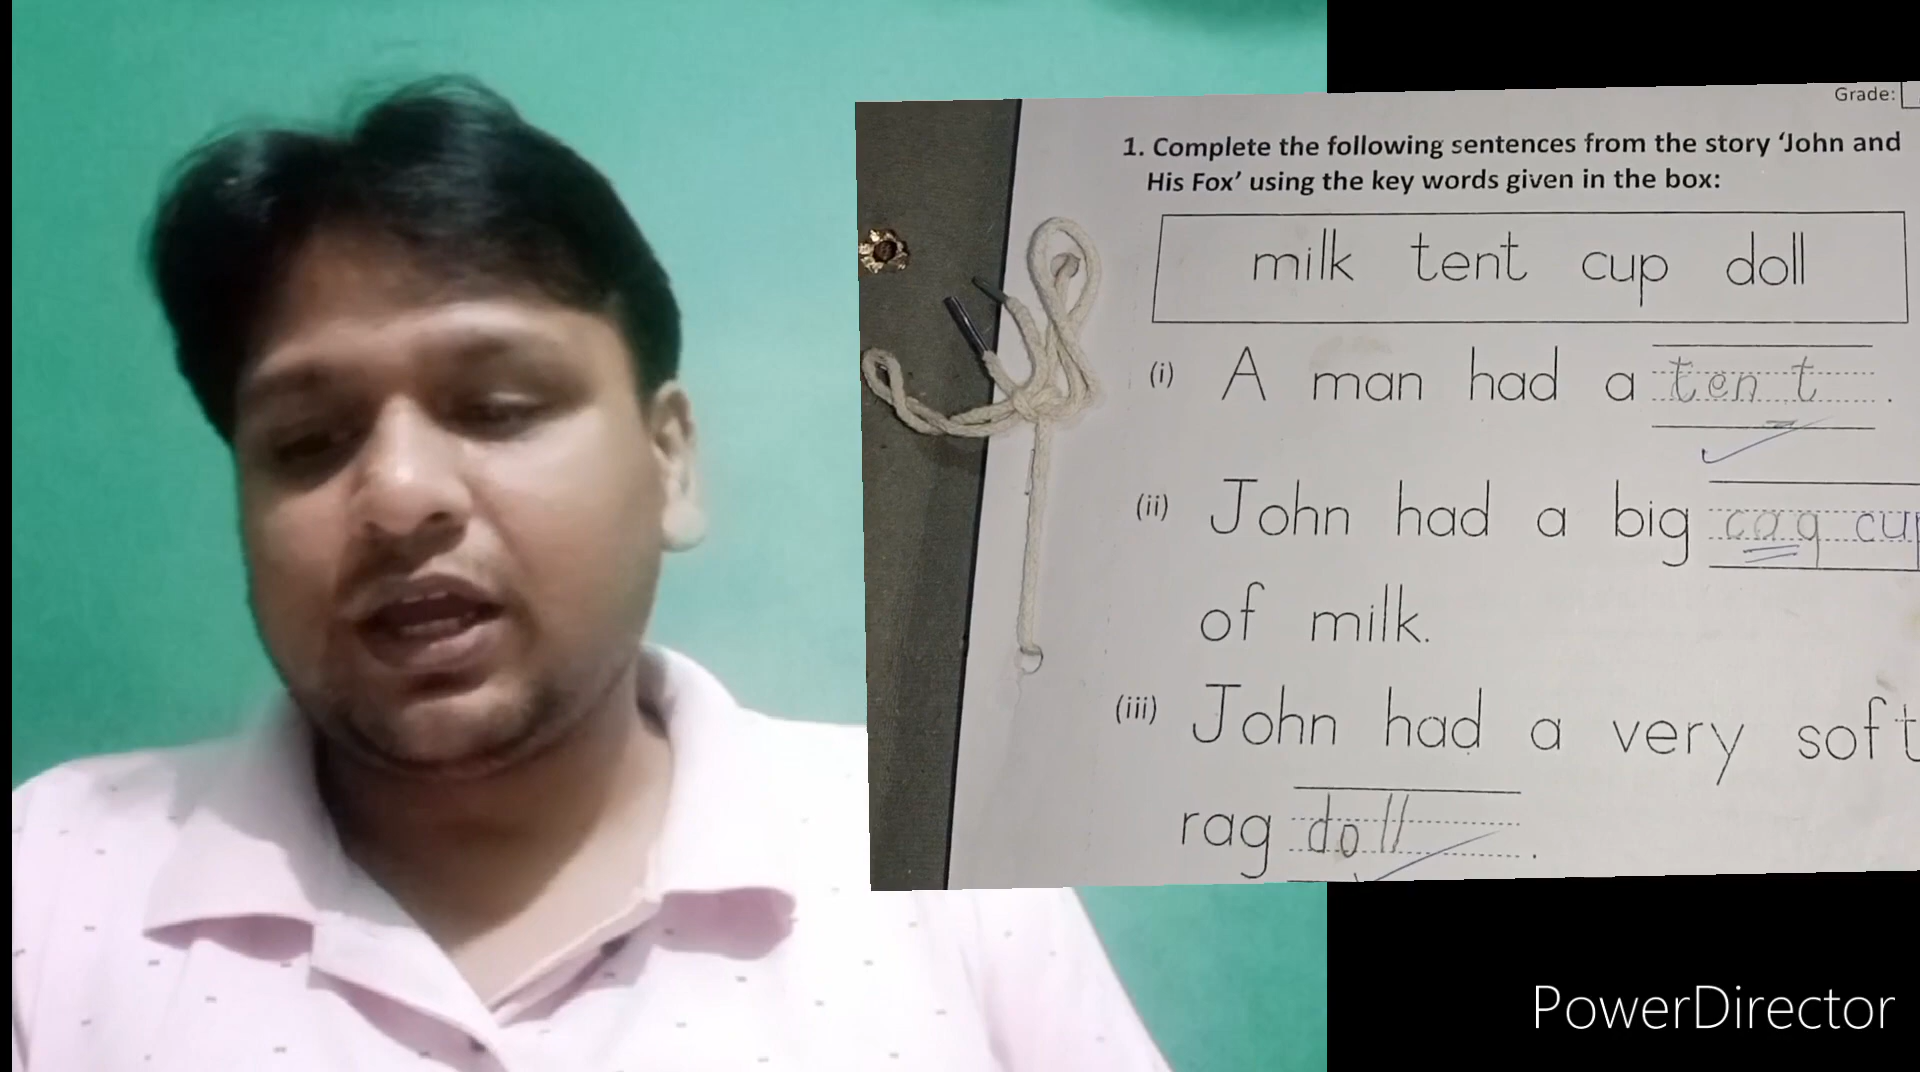 Grade:
1. Complete the following sentences from the story ‘John and
His Fox’ using the key words given in the box:
milk tent cup doll
(i) A man had a ten t .
(ii) John had a big caq cup
of milk.
(iii) John had a very soft
rag doll .
PowerDirector